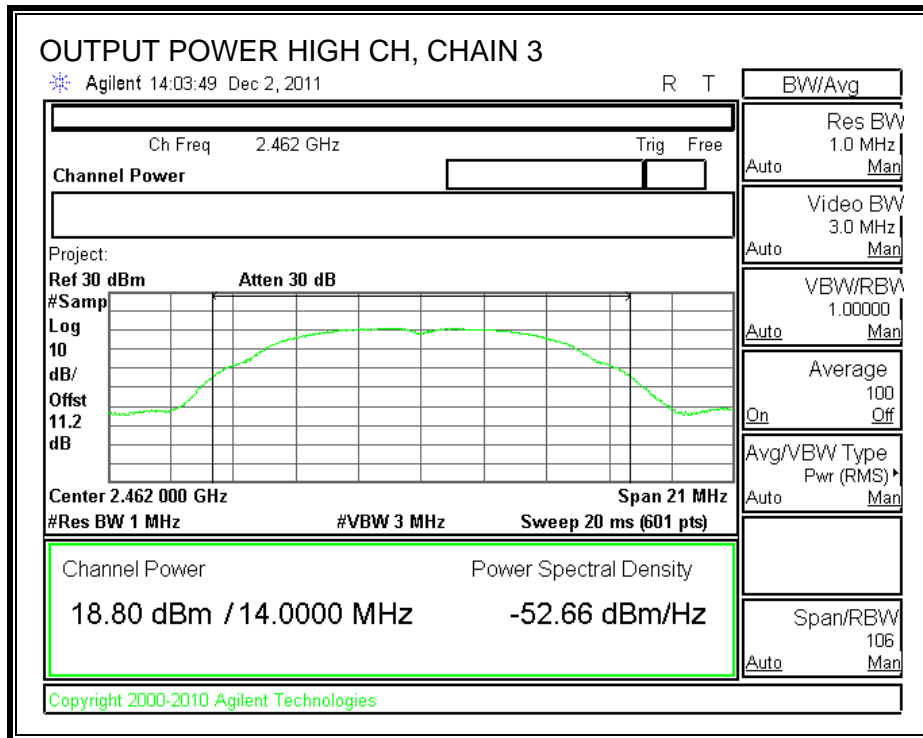 OUTPUT POWER HIGH CH, CHAIN 3
Agilent 14:03:49 Dec 2, 2011 R T
Ch Freq 2.462 GHz Trig Free
Channel Power
Project:
Ref 30 dBm Atten 30 dB
#Samp
Log
10
dB/
Offst
11.2
dB
Center 2.462 000 GHz Span 21 MHz
#Res BW 1 MHz #VBW 3 MHz Sweep 20 ms (601 pts)
Channel Power Power Spectral Density
18.80 dBm / 14.0000 MHz -52.66 dBm/Hz
Copyright 2000-2010 Agilent Technologies
BW/Avg
Res BW
1.0 MHz
Auto Man
Video BW
3.0 MHz
Auto Man
VBW/RBW
1.00000
Auto Man
Average
100
On Off
Avg/VBW Type
Pwr (RMS)
Auto Man
Span/RBW
106
Auto Man